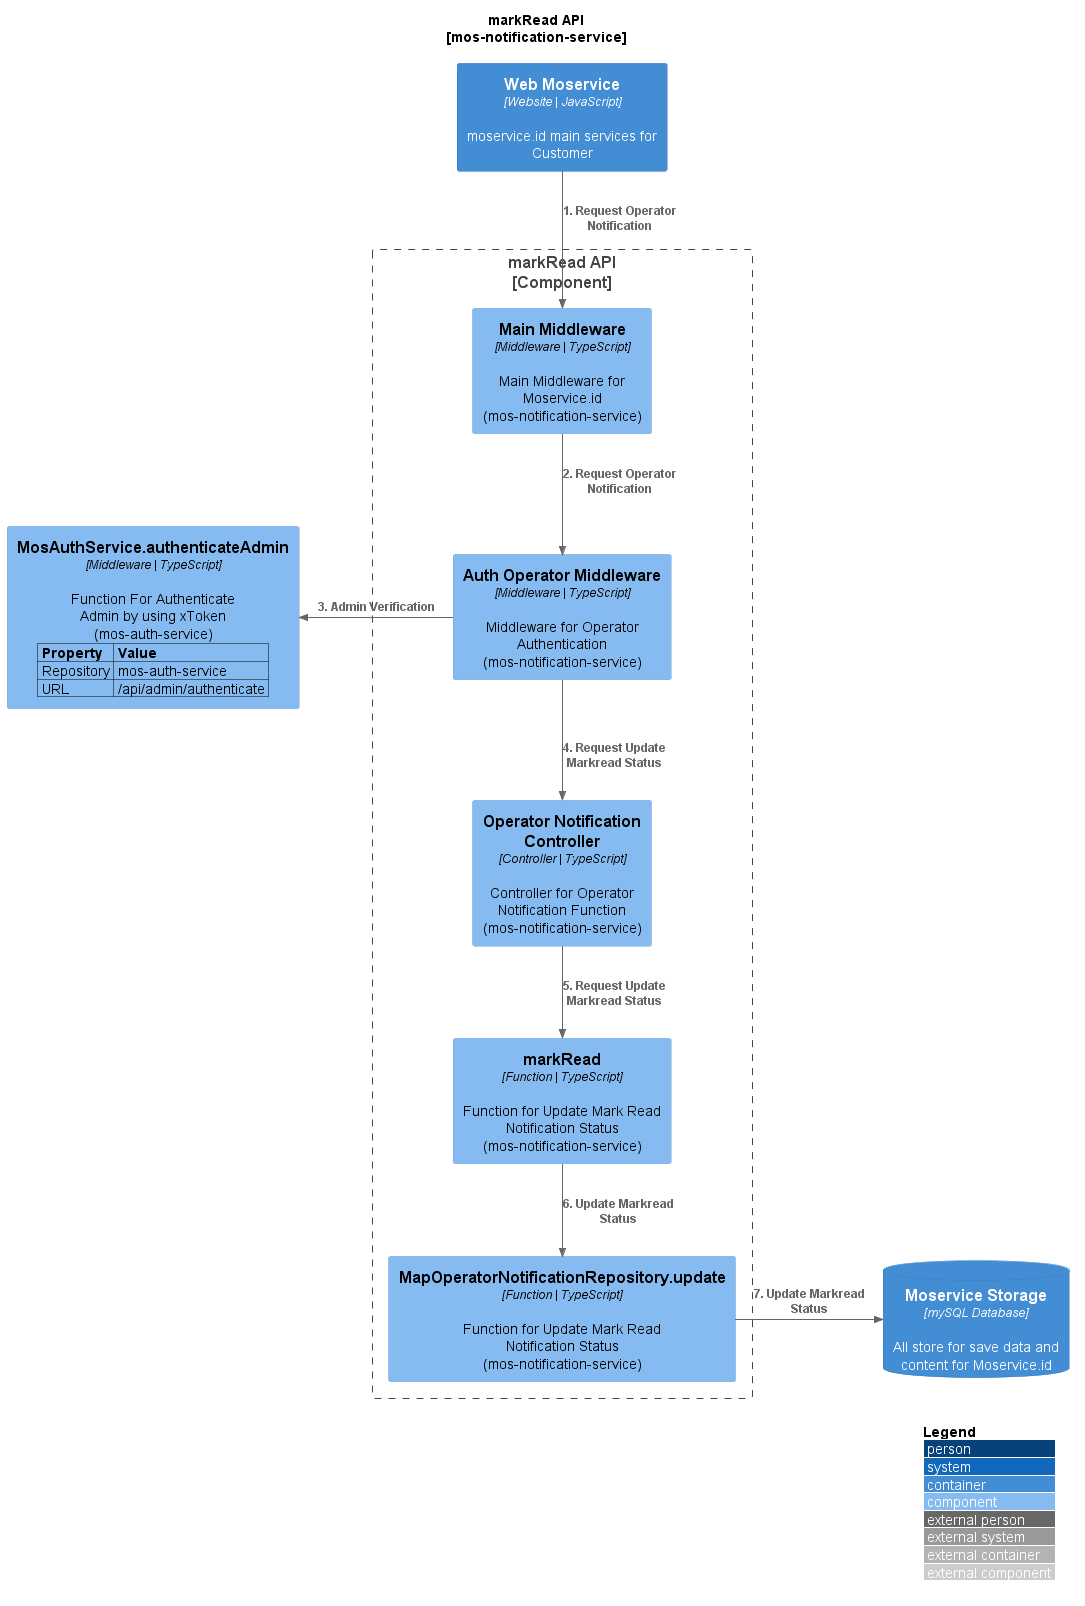 markRead API
[mos-notification-service]
Web Moservice
[Website | JavaScript]
moservice.id main services for
Customer
1. Request Operator
Notification
markRead API
[Component]
Main Middleware
[Middleware | TypeScript]
Main Middleware for
Moservice.id
(mos-notification-service)
2. Request Operator
Notification
MosAuthService.authenticateAdmin
[Middleware | TypeScript]
Function For Authenticate
Admin by using xToken
(mos-auth-service)
Property Value
Repository mos-auth-service
URL /api/admin/authenticate
3. Admin Verification
Auth Operator Middleware
[Middleware | TypeScript]
Middleware for Operator
Authentication
(mos-notification-service)
4. Request Update
Markread Status
Operator Notification
Controller
[Controller | TypeScript]
Controller for Operator
Notification Function
(mos-notification-service)
5. Request Update
Markread Status
markRead
[Function | TypeScript]
Function for Update Mark Read
Notification Status
(mos-notification-service)
6. Update Markread
Status
MapOperatorNotificationRepository.update
[Function | TypeScript]
Function for Update Mark Read
Notification Status
(mos-notification-service)
7. Update Markread
Status
Moservice Storage
[mySQL Database]
All store for save data and
content for Moservice.id
Legend
person
system
container
component
external person
external system
external container
external component